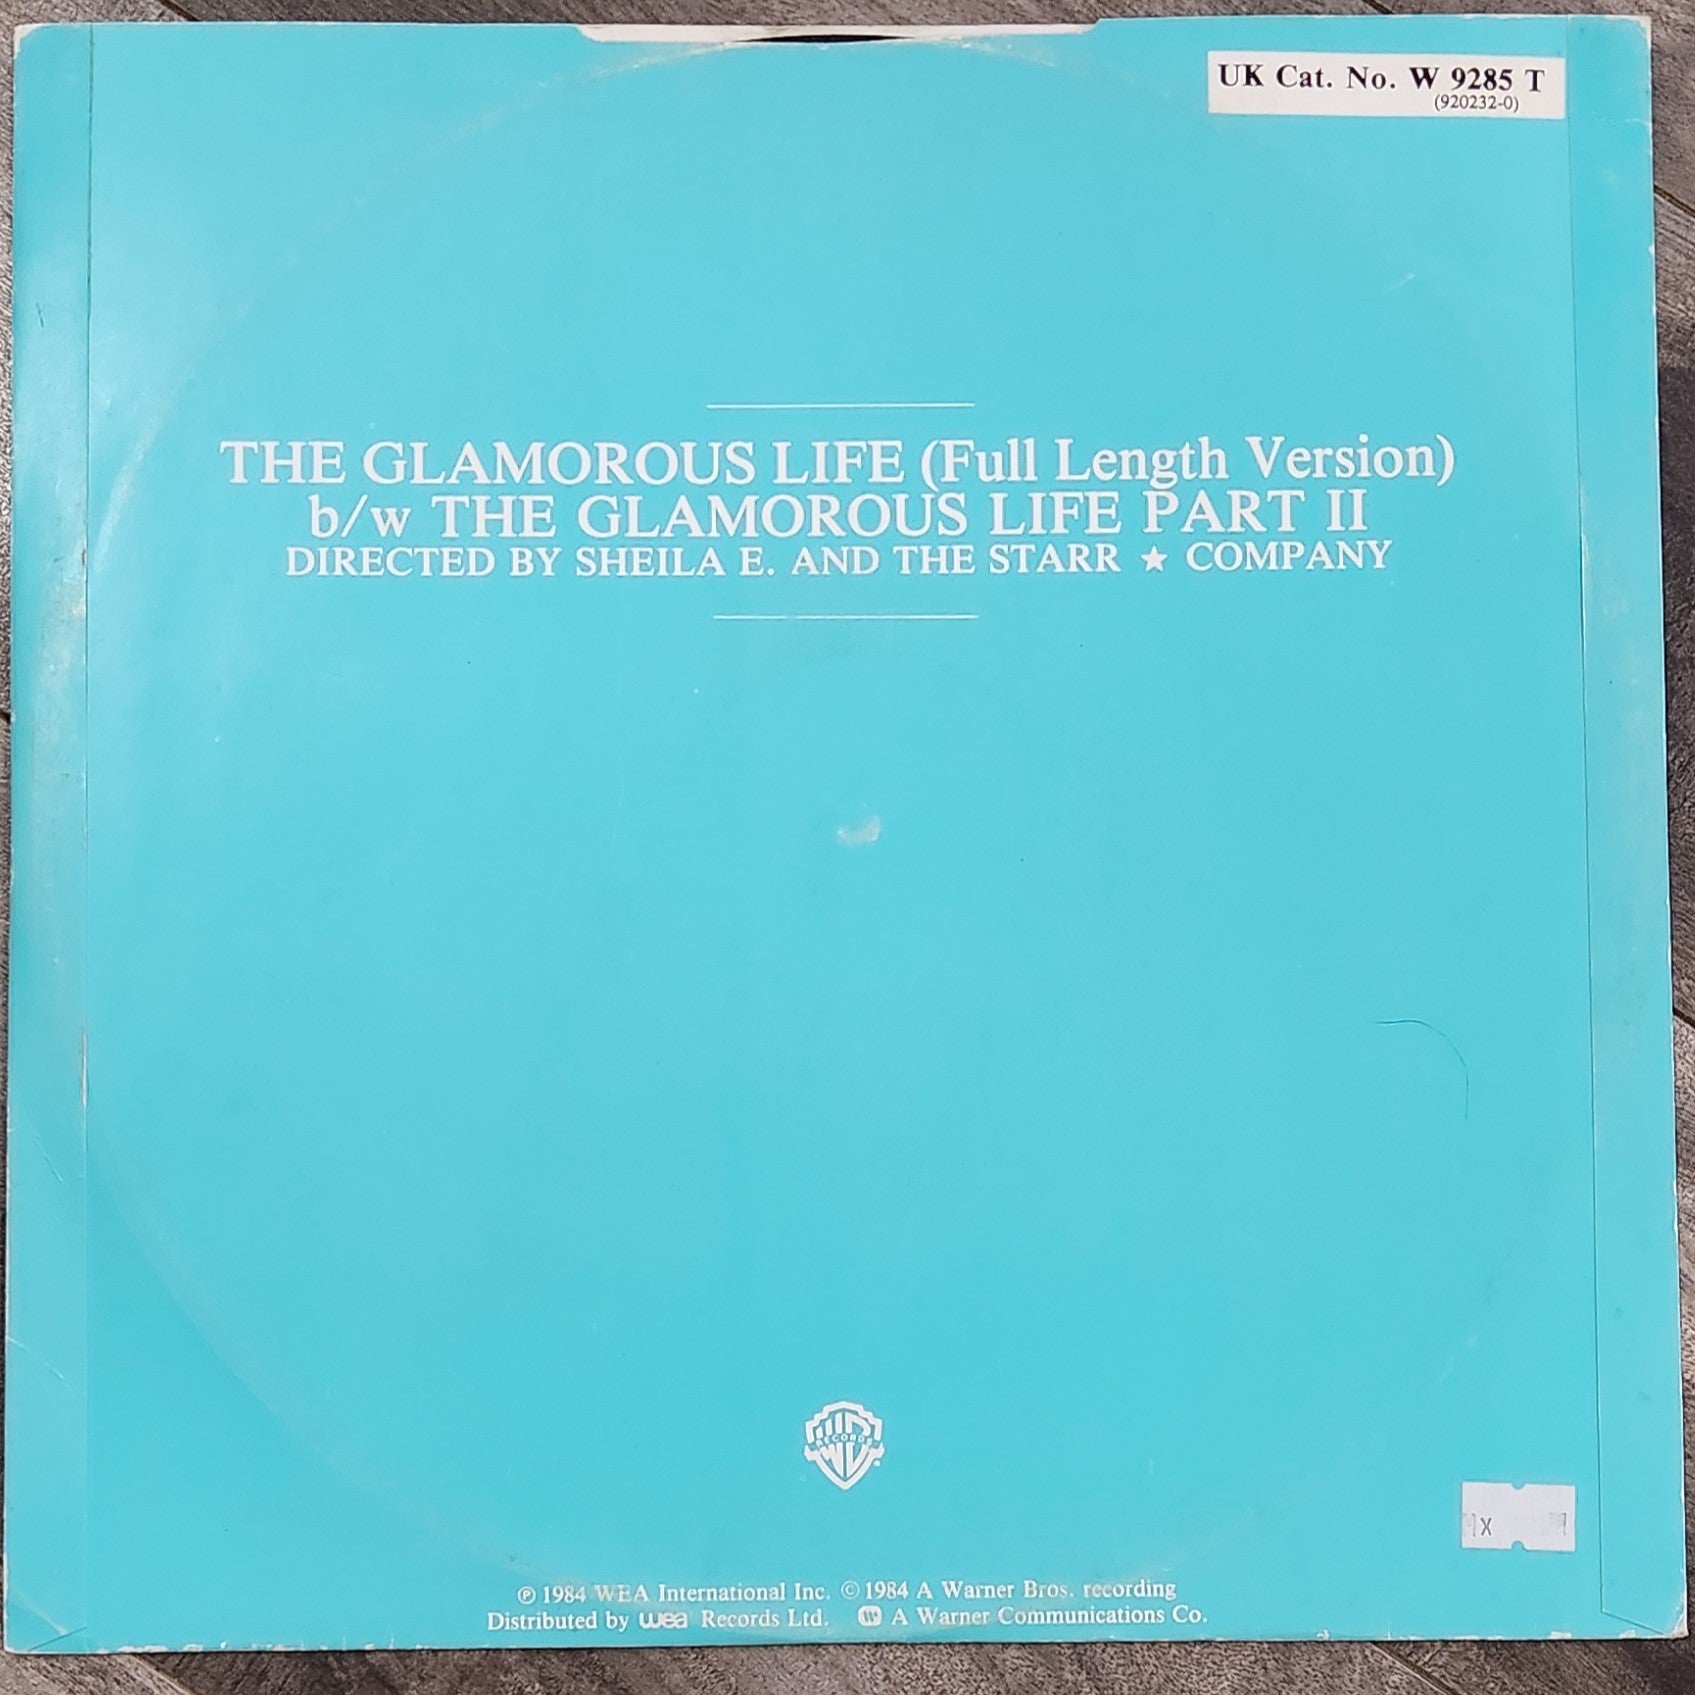 UK Cat. No. W 9285 T
(920232-0)
THE GLAMOROUS LIFE (Full Length Version)
b/w THE GLAMOROUS LIFE PART II
DIRECTED BY SHEILA E. AND THE STARR ★ COMPANY
RECORDS
℗ 1984 WEA International Inc. © 1984 A Warner Bros. recording
Distributed by wea Records Ltd. A Warner Communications Co.